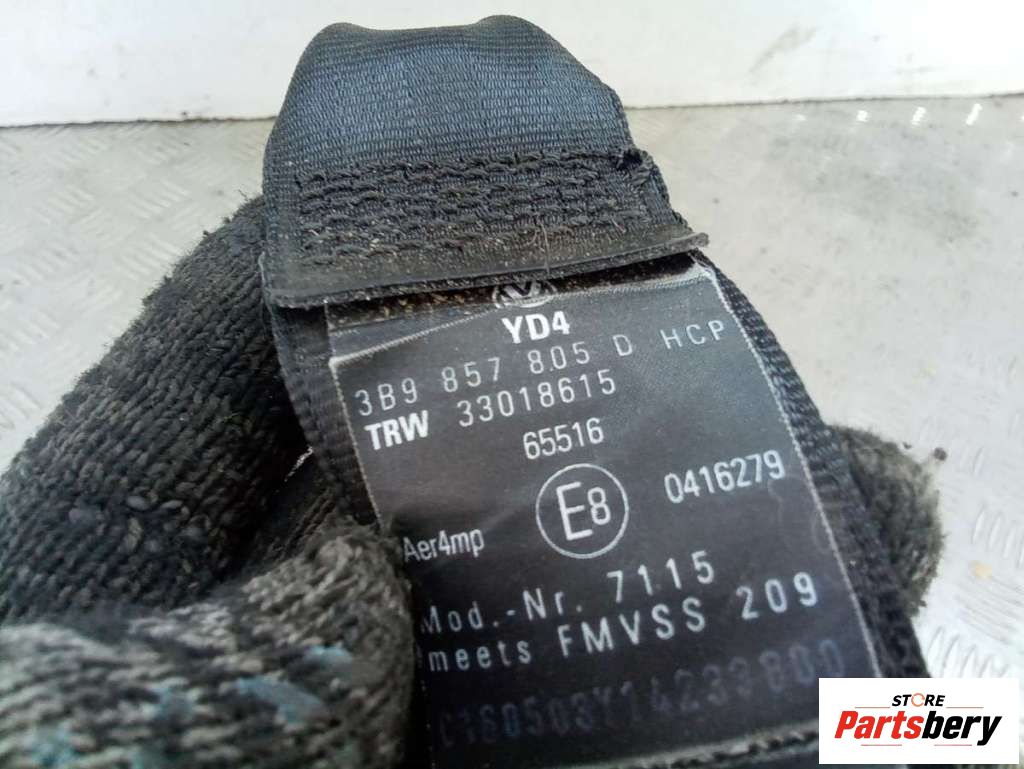 YD4
3B9 857 805 D HCP
TRW 33018615
65516
E8 0416279
Aer4mp
Mod.-Nr. 7115
meets FMVSS 209
STORE
Partsbery